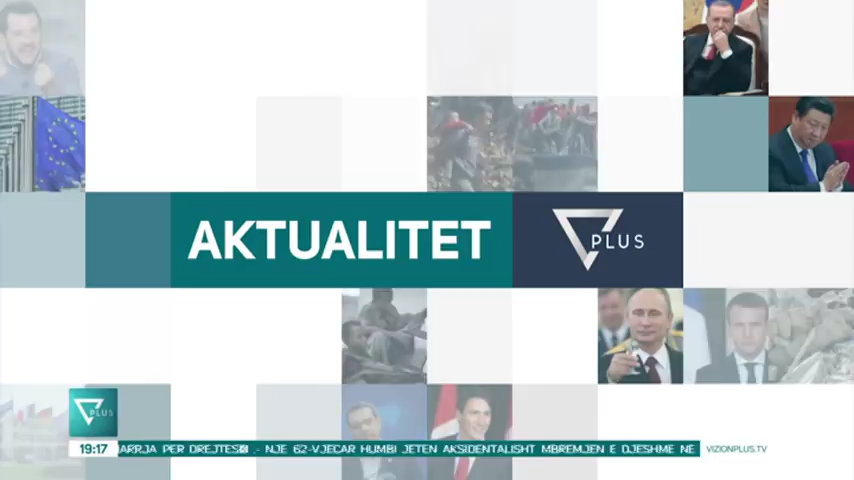 AKTUALITET
PLUS
PLUS
19:17
ARRJA PER DREJTESI .- NJE 62-VJECAR HUMBI JETEN AKSIDENTALISHT MBREMJEN E DJESHME NE
VIZIONPLUS.TV